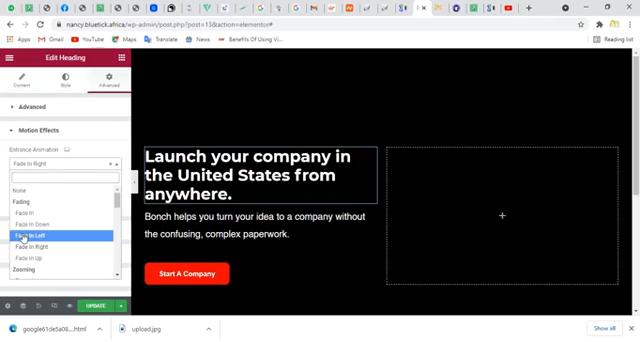 nancy.bluetick.africa/wp-admin/post.php?post=13&action=elementor#
Apps
Gmail
YouTube
Maps
Translate
News
Benefits Of Using Vi...
Reading list
Edit Heading
Content
Style
Advanced
Advanced
Motion Effects
Entrance Animation
Fade In Right
None
Fading
Fade In
Fade In Down
Fade In Left
Fade In Right
Fade In Up
Zooming
UPDATE
Launch your company in
the United States from
anywhere.
Bonch helps you turn your idea to a company without
the confusing, complex paperwork.
Start A Company
google61de5a08....html
upload.jpg
Show all